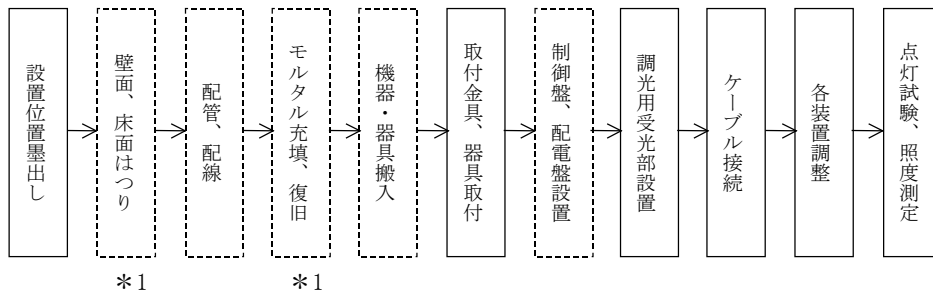 設置位置墨出し
壁面、床面はつり
配管、配線
モルタル充填、復旧
機器・器具搬入
取付金具、器具取付
制御盤、配電盤設置
調光用受光部設置
ケーブル接続
各装置調整
点灯試験、照度測定
＊1
＊1